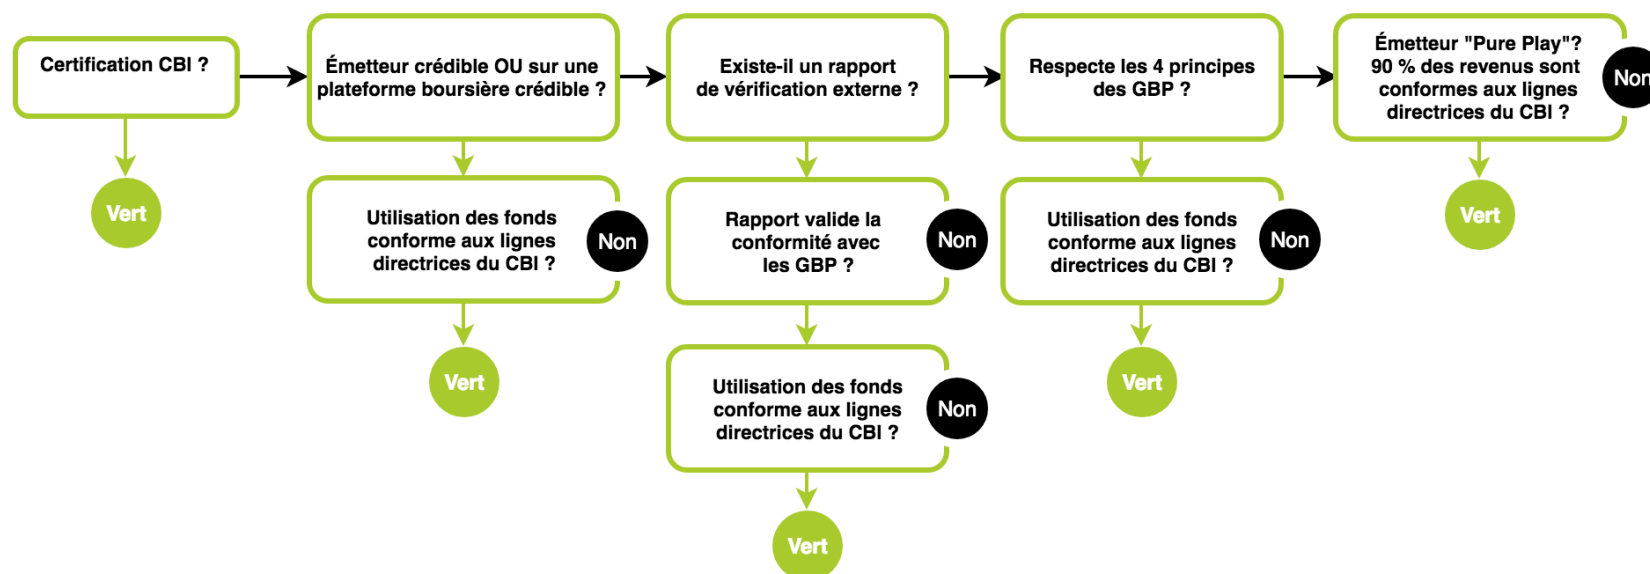 Certification CBI ?
Émetteur crédible OU sur une
plateforme boursière crédible ?
Existe-il un rapport
de vérification externe ?
Respecte les 4 principes
des GBP ?
Émetteur "Pure Play"?
90 % des revenus sont
conformes aux lignes
directrices du CBI ?
Non
Vert
Utilisation des fonds
conforme aux lignes
directrices du CBI ?
Non
Rapport valide la
conformité avec
les GBP ?
Non
Utilisation des fonds
conforme aux lignes
directrices du CBI ?
Non
Vert
Vert
Utilisation des fonds
conforme aux lignes
directrices du CBI ?
Non
Vert
Vert